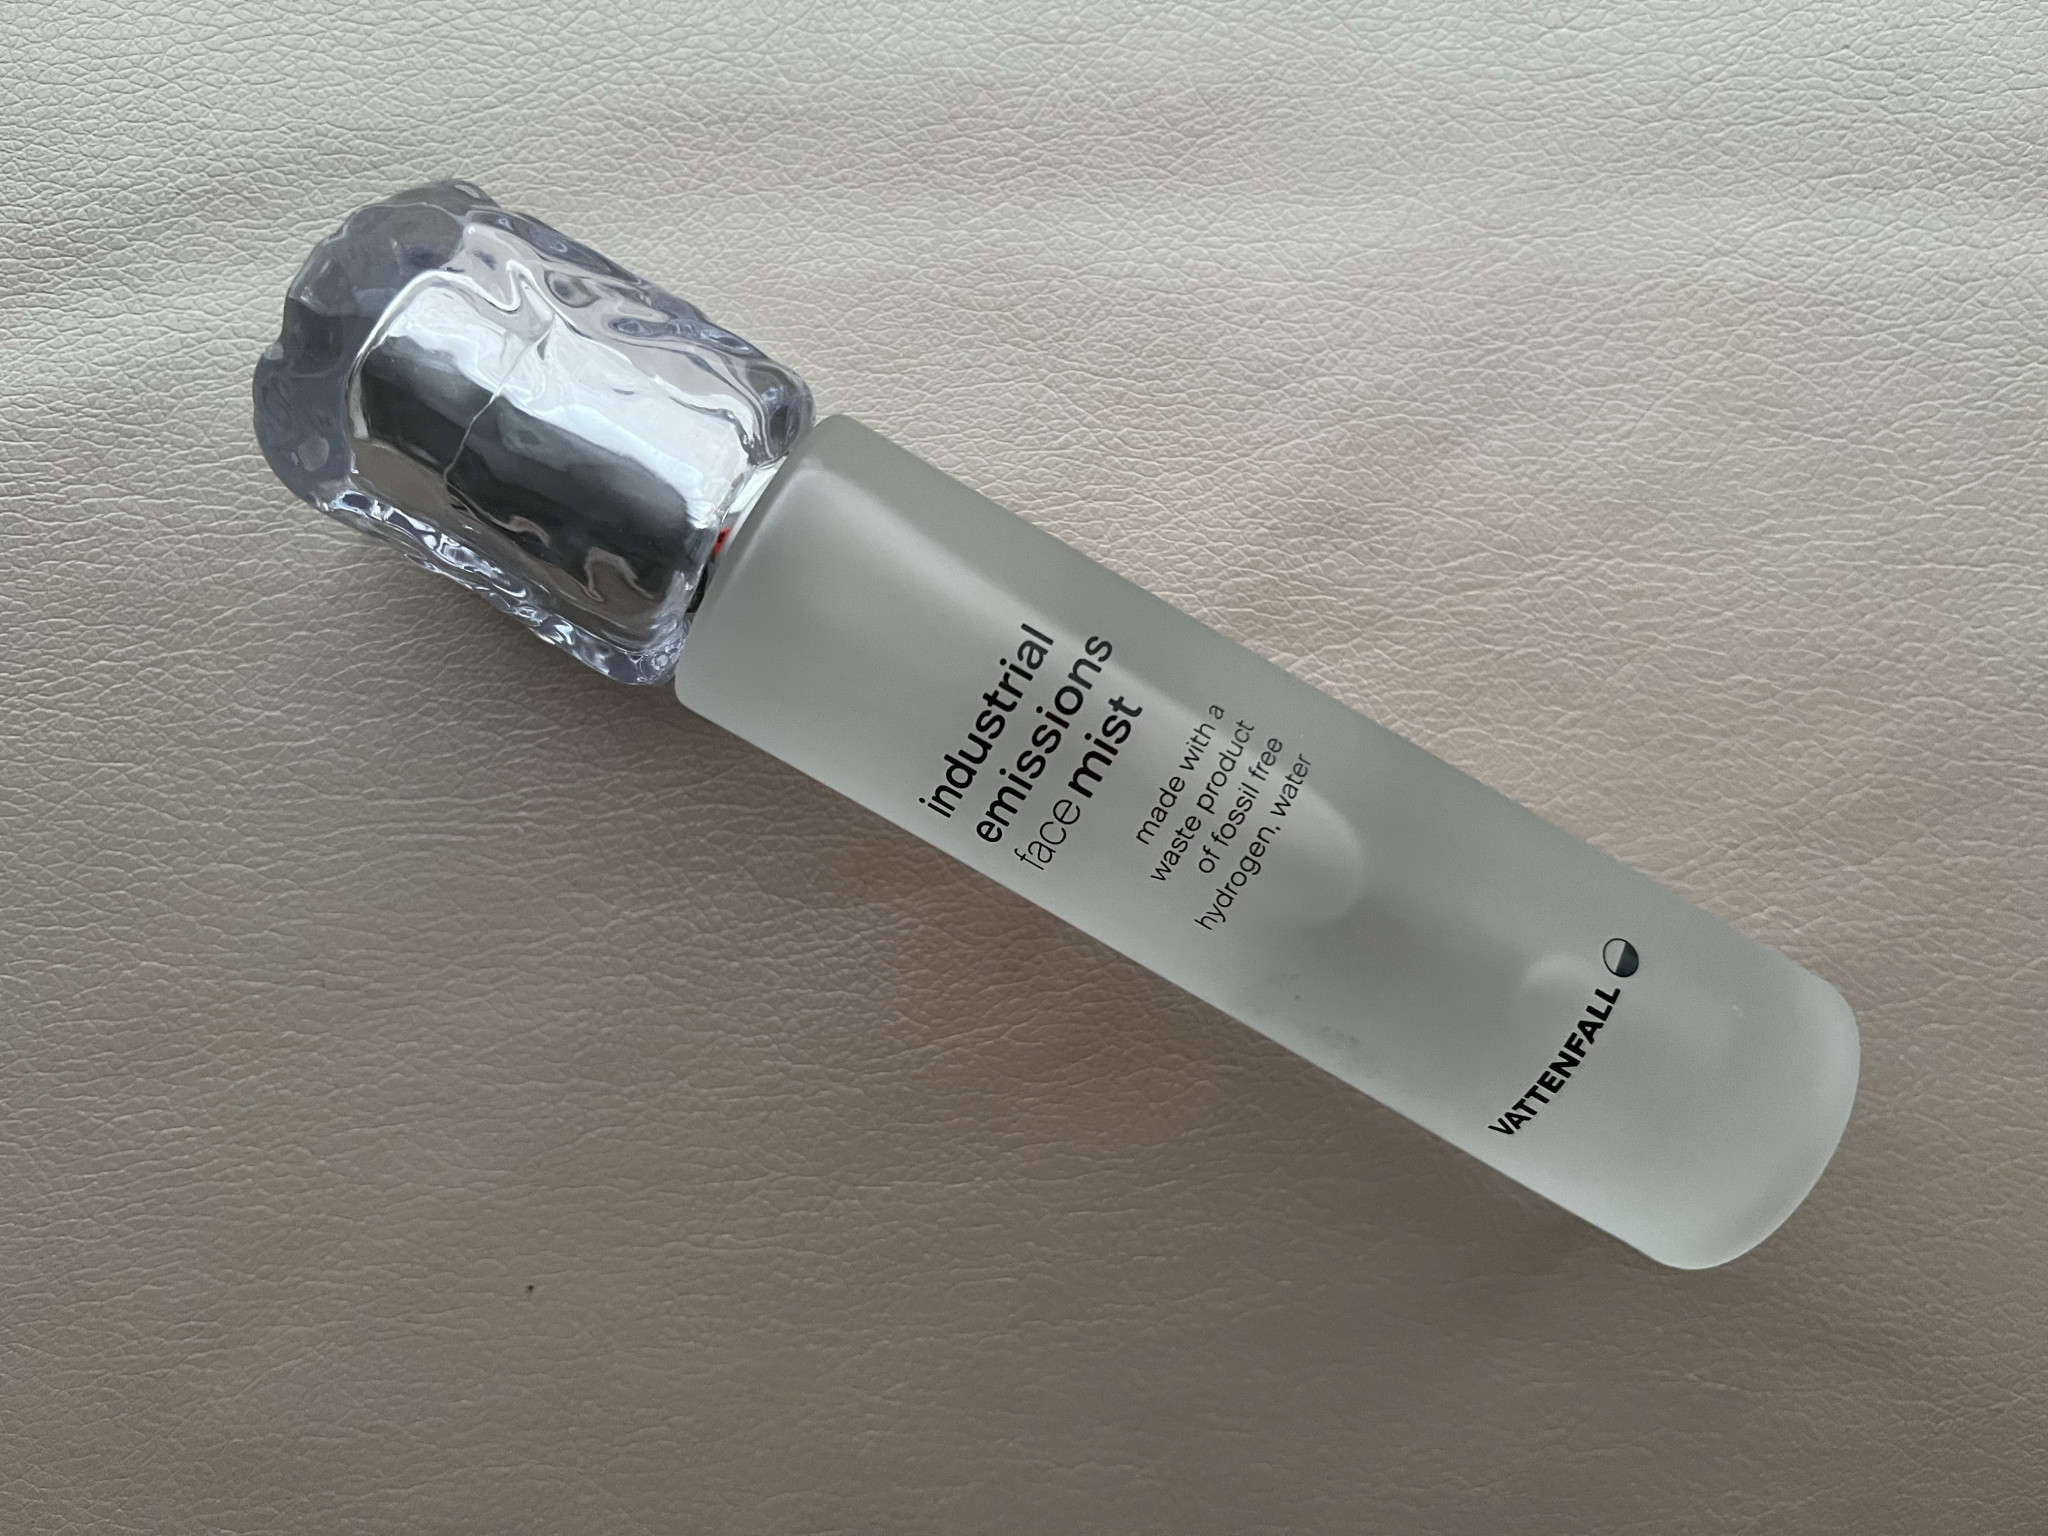 industrial
emissions
face mist
made with a
waste product
of fossil free
hydrogen, water
VATTENFALL